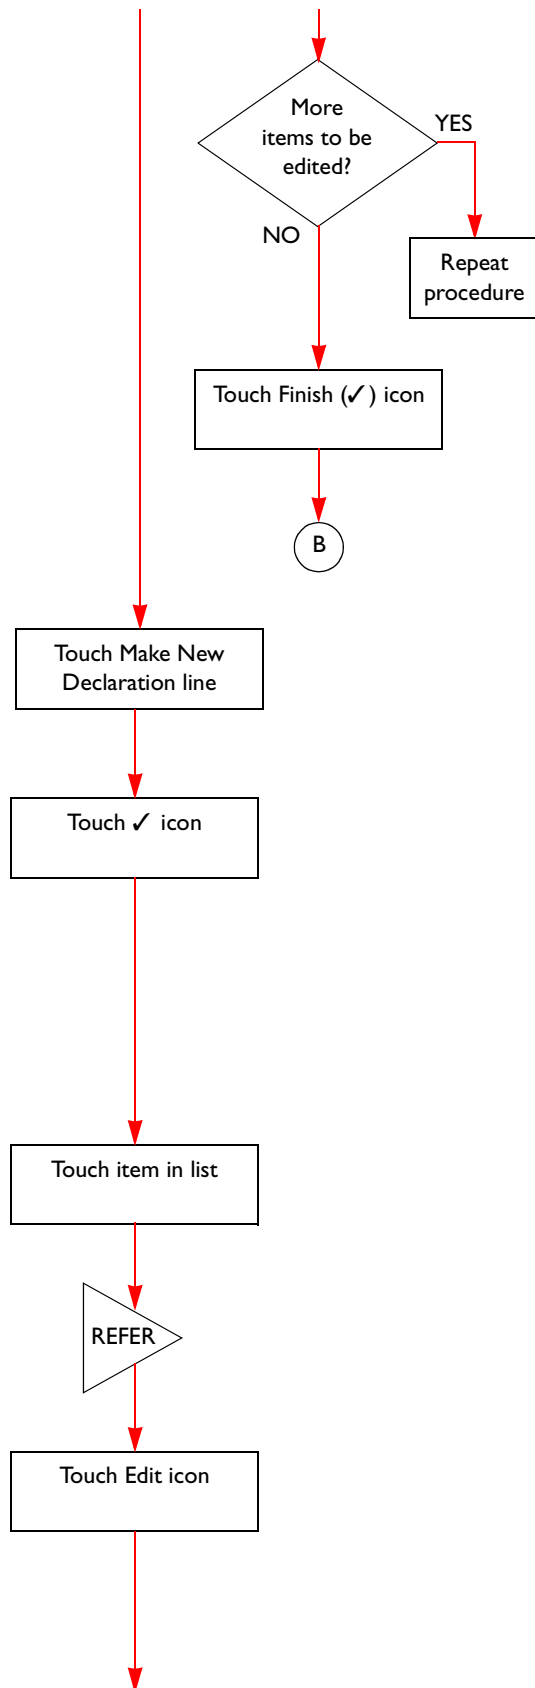 More
items to be
edited?
YES
NO
Repeat
procedure
Touch Finish (✓) icon
B
Touch Make New
Declaration line
Touch ✓ icon
Touch item in list
REFER
Touch Edit icon